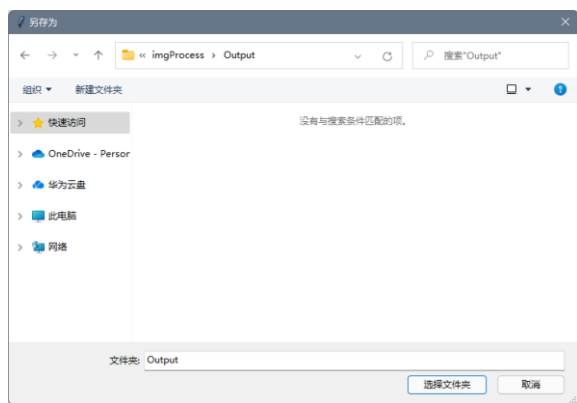 另存为
« imgProcess > Output
搜索"Output"
组织
新建文件夹
快速访问
没有与搜索条件匹配的项。
OneDrive - Person
华为云盘
此电脑
网络
文件夹: Output
选择文件夹
取消